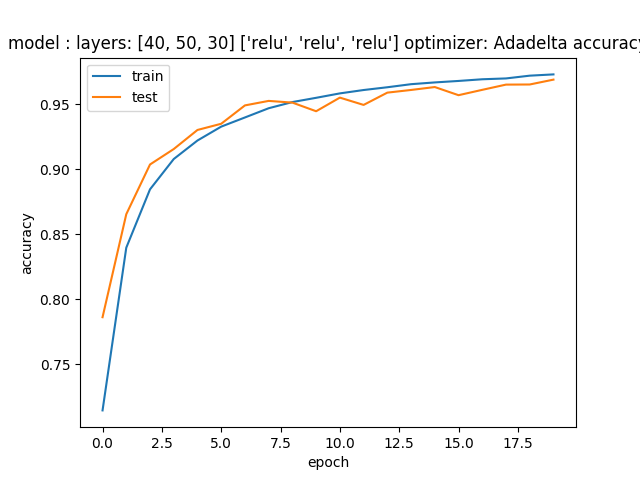 model : layers: [40, 50, 30] ['relu', 'relu', 'relu'] optimizer: Adadelta accuracy
train
test
0.95
0.90
0.85
0.80
0.75
accuracy
0.0 2.5 5.0 7.5 10.0 12.5 15.0 17.5
epoch